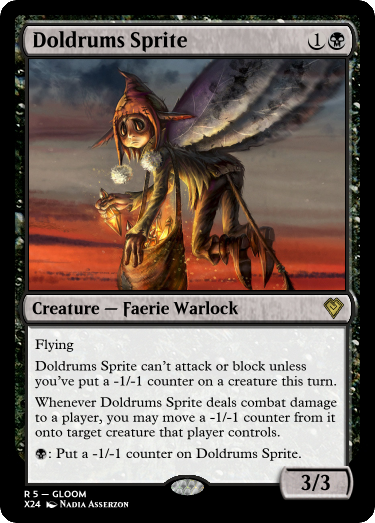 Doldrums Sprite 1
Creature — Faerie Warlock
Flying
Doldrums Sprite can't attack or block unless
you've put a -1/-1 counter on a creature this turn.
Whenever Doldrums Sprite deals combat damage
to a player, you may move a -1/-1 counter from it
onto target creature that player controls.
: Put a -1/-1 counter on Doldrums Sprite.
3/3
R 5 — GLOOM
X24 Nadia Asserzon